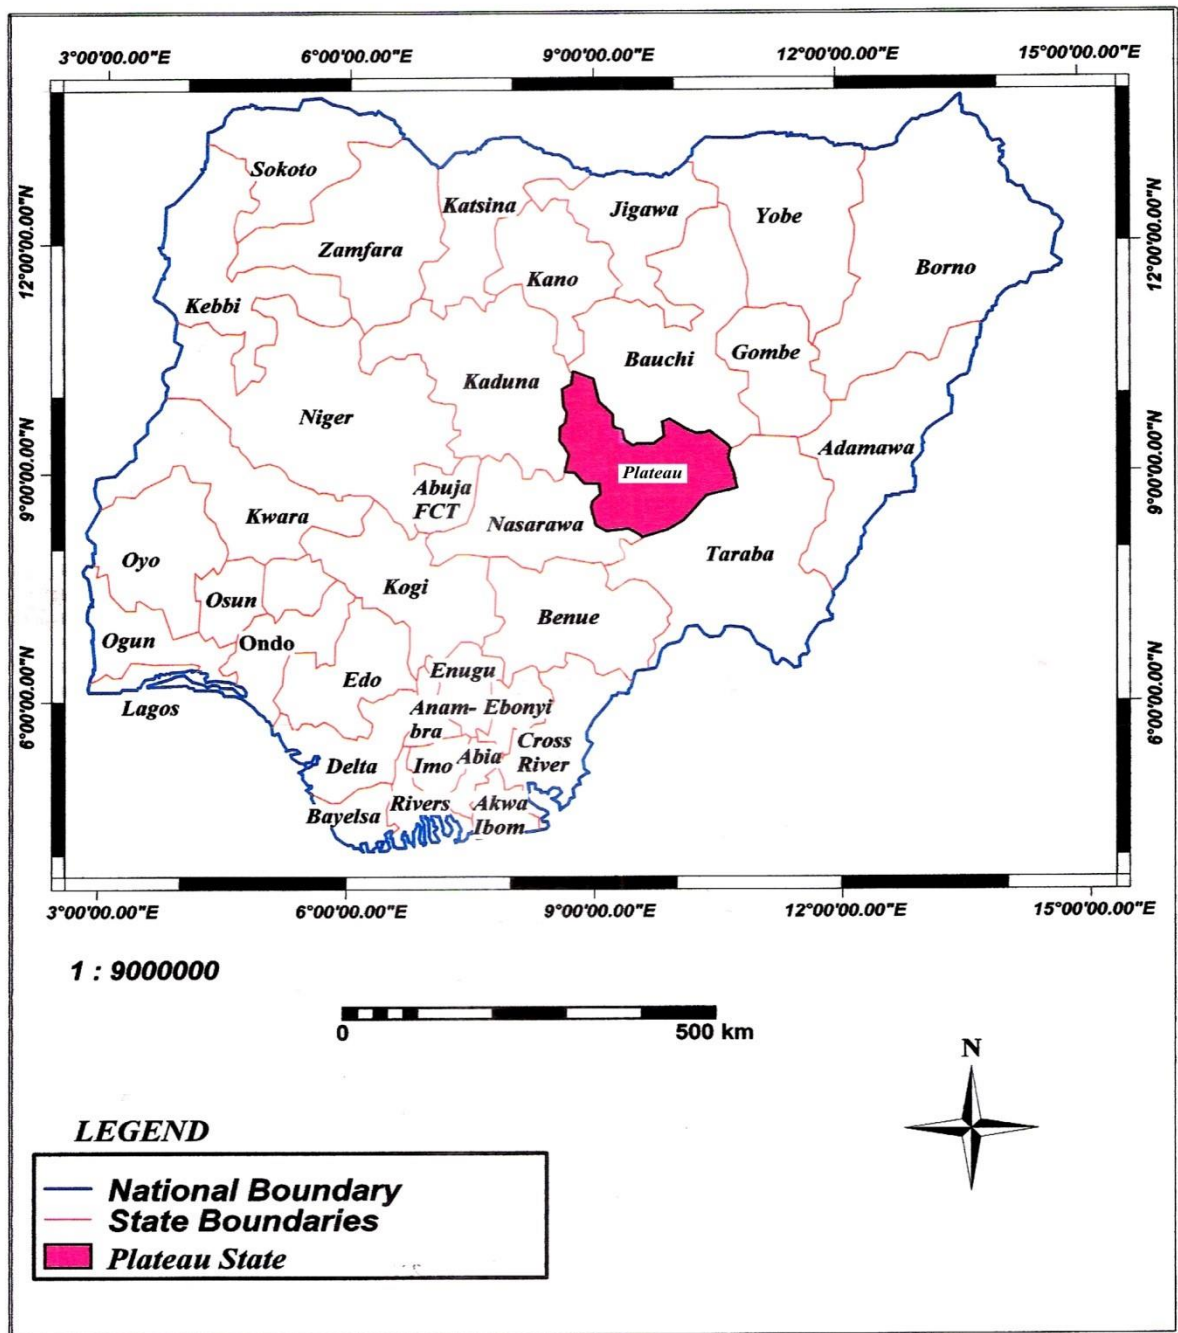 3°00'00.00"E 6°00'00.00"E 9°00'00.00"E 12°00'00.00"E 15°00'00.00"E
12°00'00.00"N
9°00'00.00"N
6°00'00.00"N
12°00'00.00"N
9°00'00.00"N
6°00'00.00"N
Sokoto
Katsina
Jigawa
Yobe
Zamfara
Kano
Borno
Kebbi
Bauchi
Gombe
Kaduna
Niger
Adamawa
Plateau
Abuja
FCT
Kwara
Nasarawa
Taraba
Oyo
Kogi
Osun
Benue
Ogun
Ondo
Enugu
Edo
Lagos
Anam-
bra
Ebonyi
Cross
River
Delta
Imo
Abia
Rivers
Akwa
Ibom
Bayelsa
3°00'00.00"E 6°00'00.00"E 9°00'00.00"E 12°00'00.00"E 15°00'00.00"E
1 : 9000000
0 500 km
N
LEGEND
National Boundary
State Boundaries
Plateau State